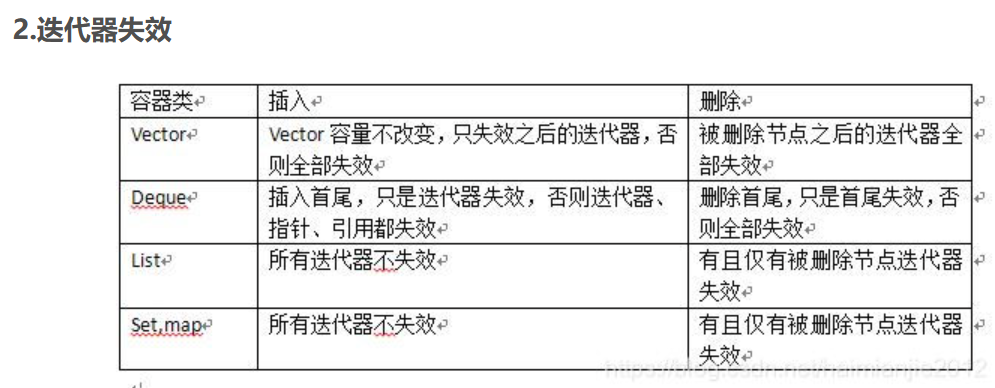 2.迭代器失效
容器类 插入 删除
Vector Vector 容量不改变，只失效之后的迭代器，否 被删除节点之后的迭代器全
则全部失效 部失效
Deque 插入首尾，只是迭代器失效，否则迭代器、 删除首尾，只是首尾失效，否
指针、引用都失效 则全部失效
List 所有迭代器不失效 有且仅有被删除节点迭代器
失效
Set,map 所有迭代器不失效 有且仅有被删除节点迭代器
失效
https://blog.csdn.net/haimianjie2012